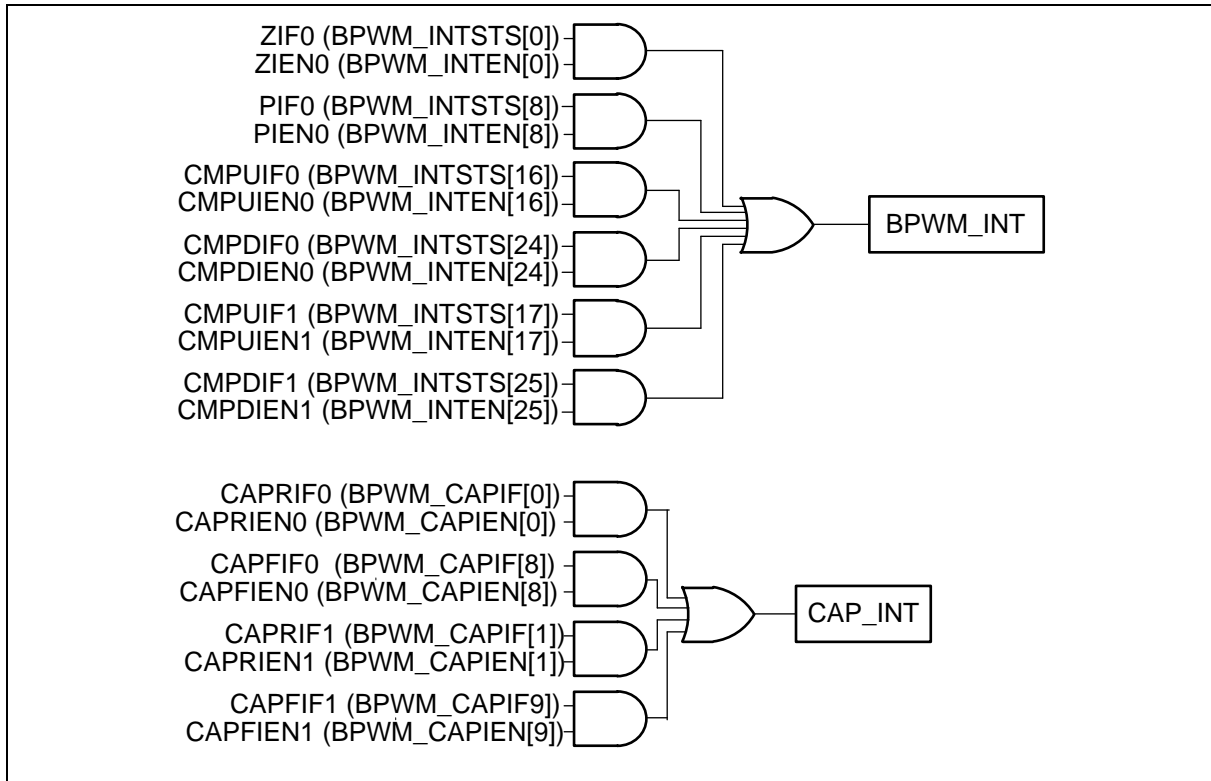 ZIF0 (BPWM_INTSTS[0])
ZIEN0 (BPWM_INTEN[0])
PIF0 (BPWM_INTSTS[8])
PIEN0 (BPWM_INTEN[8])
CMPUIF0 (BPWM_INTSTS[16])
CMPUIEN0 (BPWM_INTEN[16])
CMPDIF0 (BPWM_INTSTS[24])
CMPDIEN0 (BPWM_INTEN[24])
CMPUIF1 (BPWM_INTSTS[17])
CMPUIEN1 (BPWM_INTEN[17])
CMPDIF1 (BPWM_INTSTS[25])
CMPDIEN1 (BPWM_INTEN[25])
BPWM_INT
CAPRIF0 (BPWM_CAPIF[0])
CAPRIEN0 (BPWM_CAPIEN[0])
CAPFIF0 (BPWM_CAPIF[8])
CAPFIEN0 (BPWM_CAPIEN[8])
CAPRIF1 (BPWM_CAPIF[1])
CAPRIEN1 (BPWM_CAPIEN[1])
CAPFIF1 (BPWM_CAPIF9])
CAPFIEN1 (BPWM_CAPIEN[9])
CAP_INT